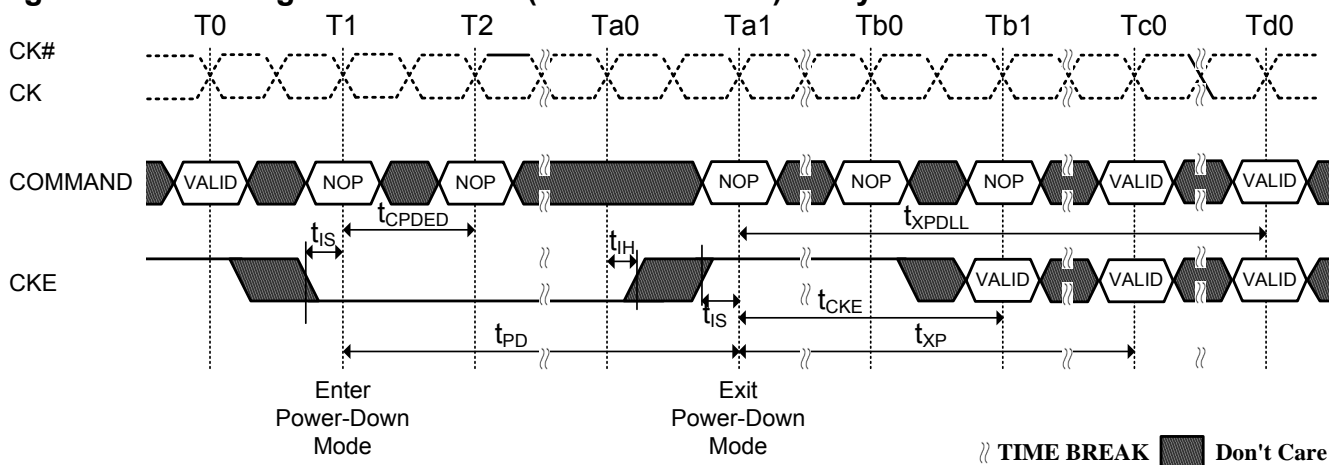 T0 T1 T2 Ta0 Ta1 Tb0 Tb1 Tc0 Td0
CK#
CK
COMMAND VALID NOP NOP NOP NOP NOP VALID VALID
tCPDED tXPDLL
tIS tIH
CKE VALID VALID VALID
tIS tCKE
tPD tXP
Enter
Power-Down
Mode
Exit
Power-Down
Mode
TIME BREAK Don't Care